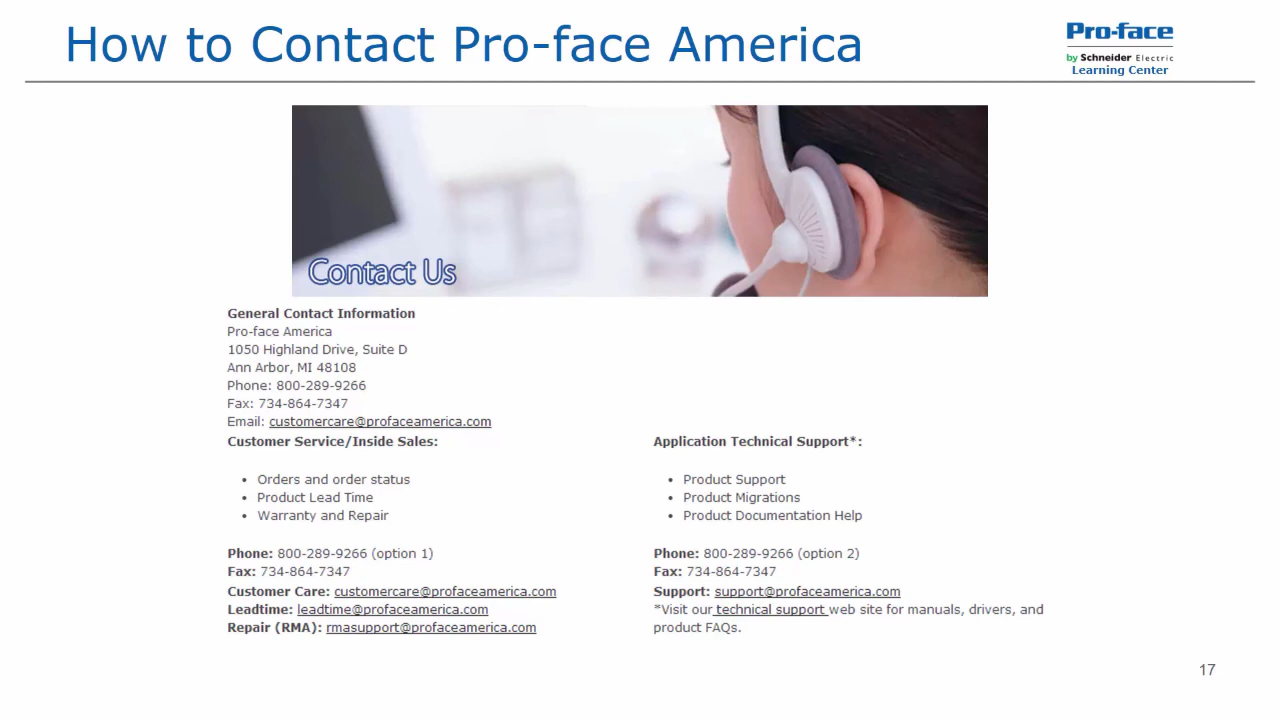 How to Contact Pro-face America
Pro-face
by Schneider Electric
Learning Center
Contact Us
General Contact Information
Pro-face America
1050 Highland Drive, Suite D
Ann Arbor, MI 48108
Phone: 800-289-9266
Fax: 734-864-7347
Email: customercare@profaceamerica.com
Customer Service/Inside Sales:
• Orders and order status
• Product Lead Time
• Warranty and Repair
Phone: 800-289-9266 (option 1)
Fax: 734-864-7347
Customer Care: customercare@profaceamerica.com
Leadtime: leadtime@profaceamerica.com
Repair (RMA): rmasupport@profaceamerica.com
Application Technical Support*:
• Product Support
• Product Migrations
• Product Documentation Help
Phone: 800-289-9266 (option 2)
Fax: 734-864-7347
Support: support@profaceamerica.com
*Visit our technical support web site for manuals, drivers, and
product FAQs.
17